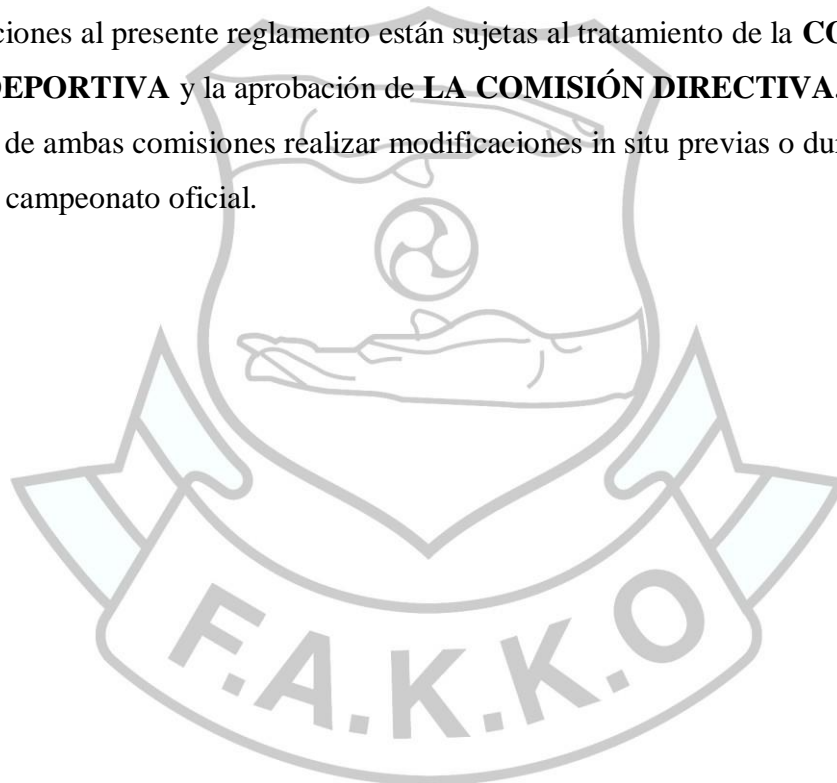 ciones al presente reglamento están sujetas al tratamiento de la CO
DEPORTIVA y la aprobación de LA COMISIÓN DIRECTIVA.
de ambas comisiones realizar modificaciones in situ previas o du
campeonato oficial.
F.A.K.K.O